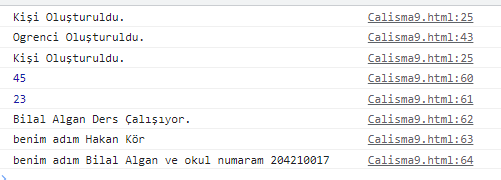 Kişi Oluşturuldu. Calisma9.html:25
Ogrenci Oluşturuldu. Calisma9.html:43
Kişi Oluşturuldu. Calisma9.html:25
45 Calisma9.html:60
23 Calisma9.html:61
Bilal Algan Ders Çalışıyor. Calisma9.html:62
benim adım Hakan Kör Calisma9.html:63
benim adım Bilal Algan ve okul numaram 204210017 Calisma9.html:64